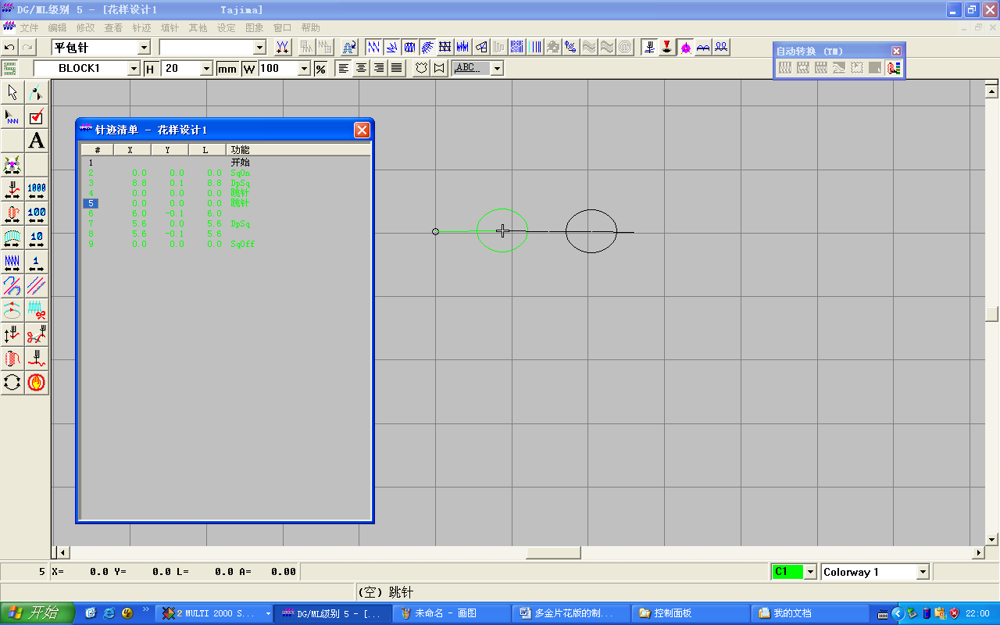 DG/ML级别 5 - [花样设计1 Tajima]
文件 编辑 修改 查看 针迹 填针 其他 设定 图象 窗口 帮助
平包针
BLOCK1 H 20 mm W 100 % ABC...
自动转换 (TM)
A
1000
100
10
1
针迹清单 - 花样设计1
# X Y L 功能
1 开始
2 0.0 0.0 0.0 SqOn
3 8.8 0.1 8.8 DpSq
4 0.0 0.0 0.0 跳针
5 0.0 0.0 0.0 跳针
6 6.0 -0.1 6.0
7 5.6 0.0 5.6 DpSq
8 5.6 -0.1 5.6
9 0.0 0.0 0.0 SqOff
5 X= 0.0 Y= 0.0 L= 0.0 A= 0.00 C1 Colorway 1
(空) 跳针
开始 2 MULTI 2000 S... DG/ML级别 5 - [... 未命名 - 画图 多金片花版的制... 控制面板 我的文档 22:00